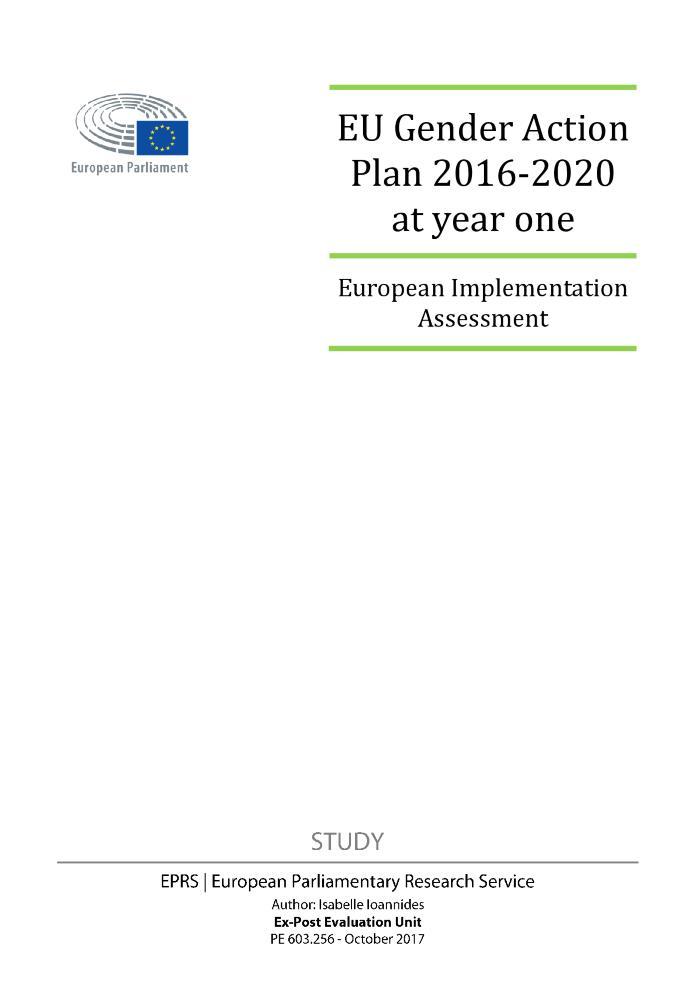 European Parliament
EU Gender Action
Plan 2016-2020
at year one
European Implementation
Assessment
STUDY
EPRS | European Parliamentary Research Service
Author: Isabelle Ioannides
Ex-Post Evaluation Unit
PE 603.256 - October 2017